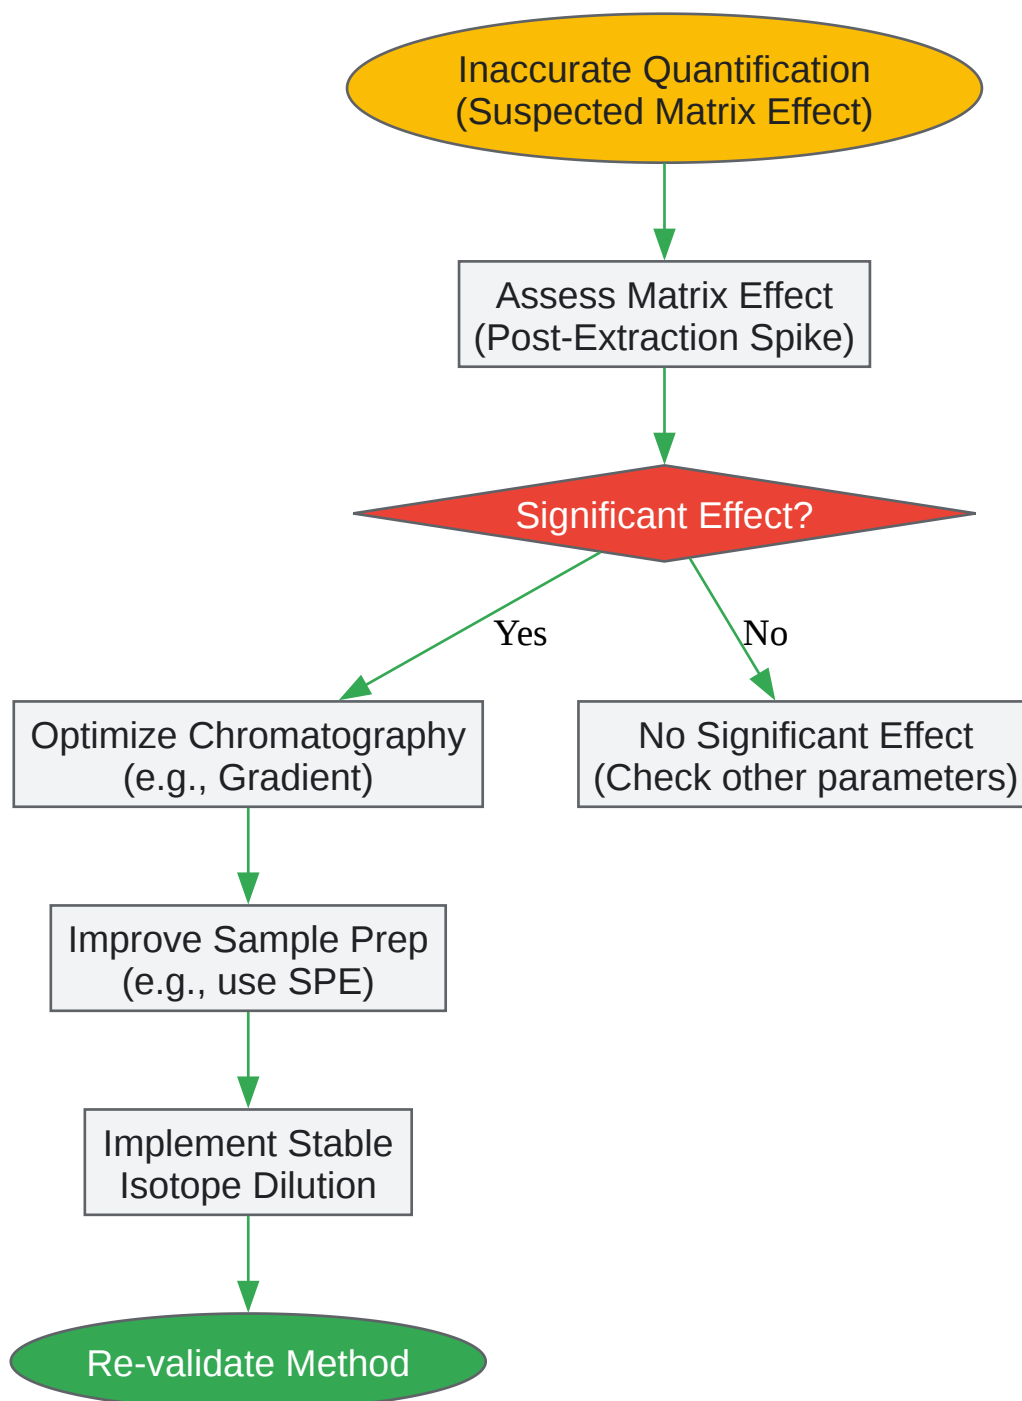 Inaccurate Quantification
(Suspected Matrix Effect)
Assess Matrix Effect
(Post-Extraction Spike)
Significant Effect?
Yes
No
Optimize Chromatography
(e.g., Gradient)
No Significant Effect
(Check other parameters)
Improve Sample Prep
(e.g., use SPE)
Implement Stable
Isotope Dilution
Re-validate Method